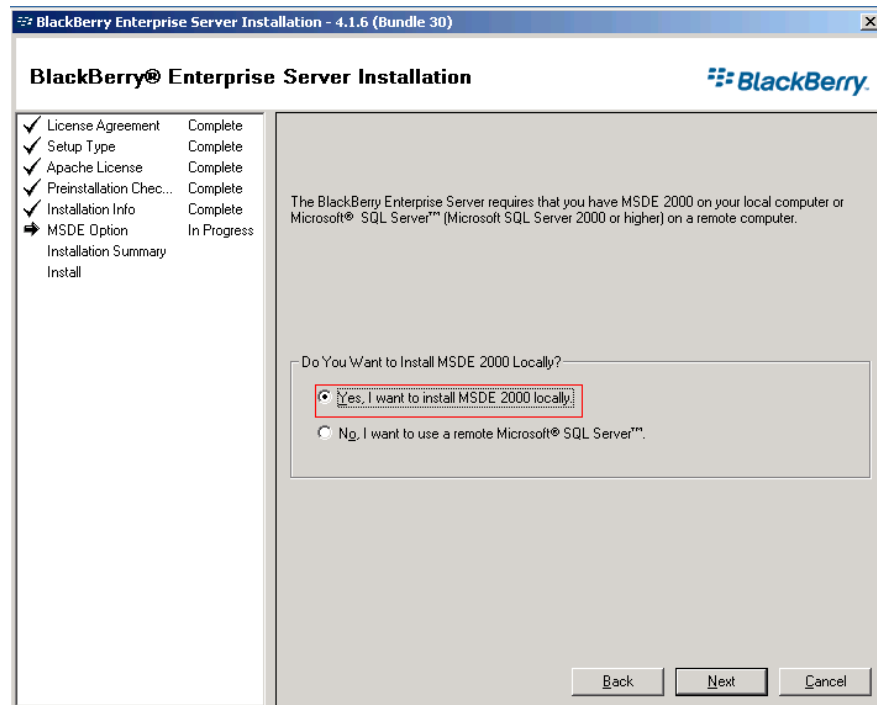 BlackBerry Enterprise Server Installation - 4.1.6 (Bundle 30)
BlackBerry® Enterprise Server Installation
BlackBerry.
License Agreement Complete
Setup Type Complete
Apache License Complete
Preinstallation Chec... Complete
Installation Info Complete
MSDE Option In Progress
Installation Summary
Install
The BlackBerry Enterprise Server requires that you have MSDE 2000 on your local computer or
Microsoft® SQL Server™ (Microsoft SQL Server 2000 or higher) on a remote computer.
Do You Want to Install MSDE 2000 Locally?
Yes, I want to install MSDE 2000 locally.
No, I want to use a remote Microsoft® SQL Server™.
Back Next Cancel